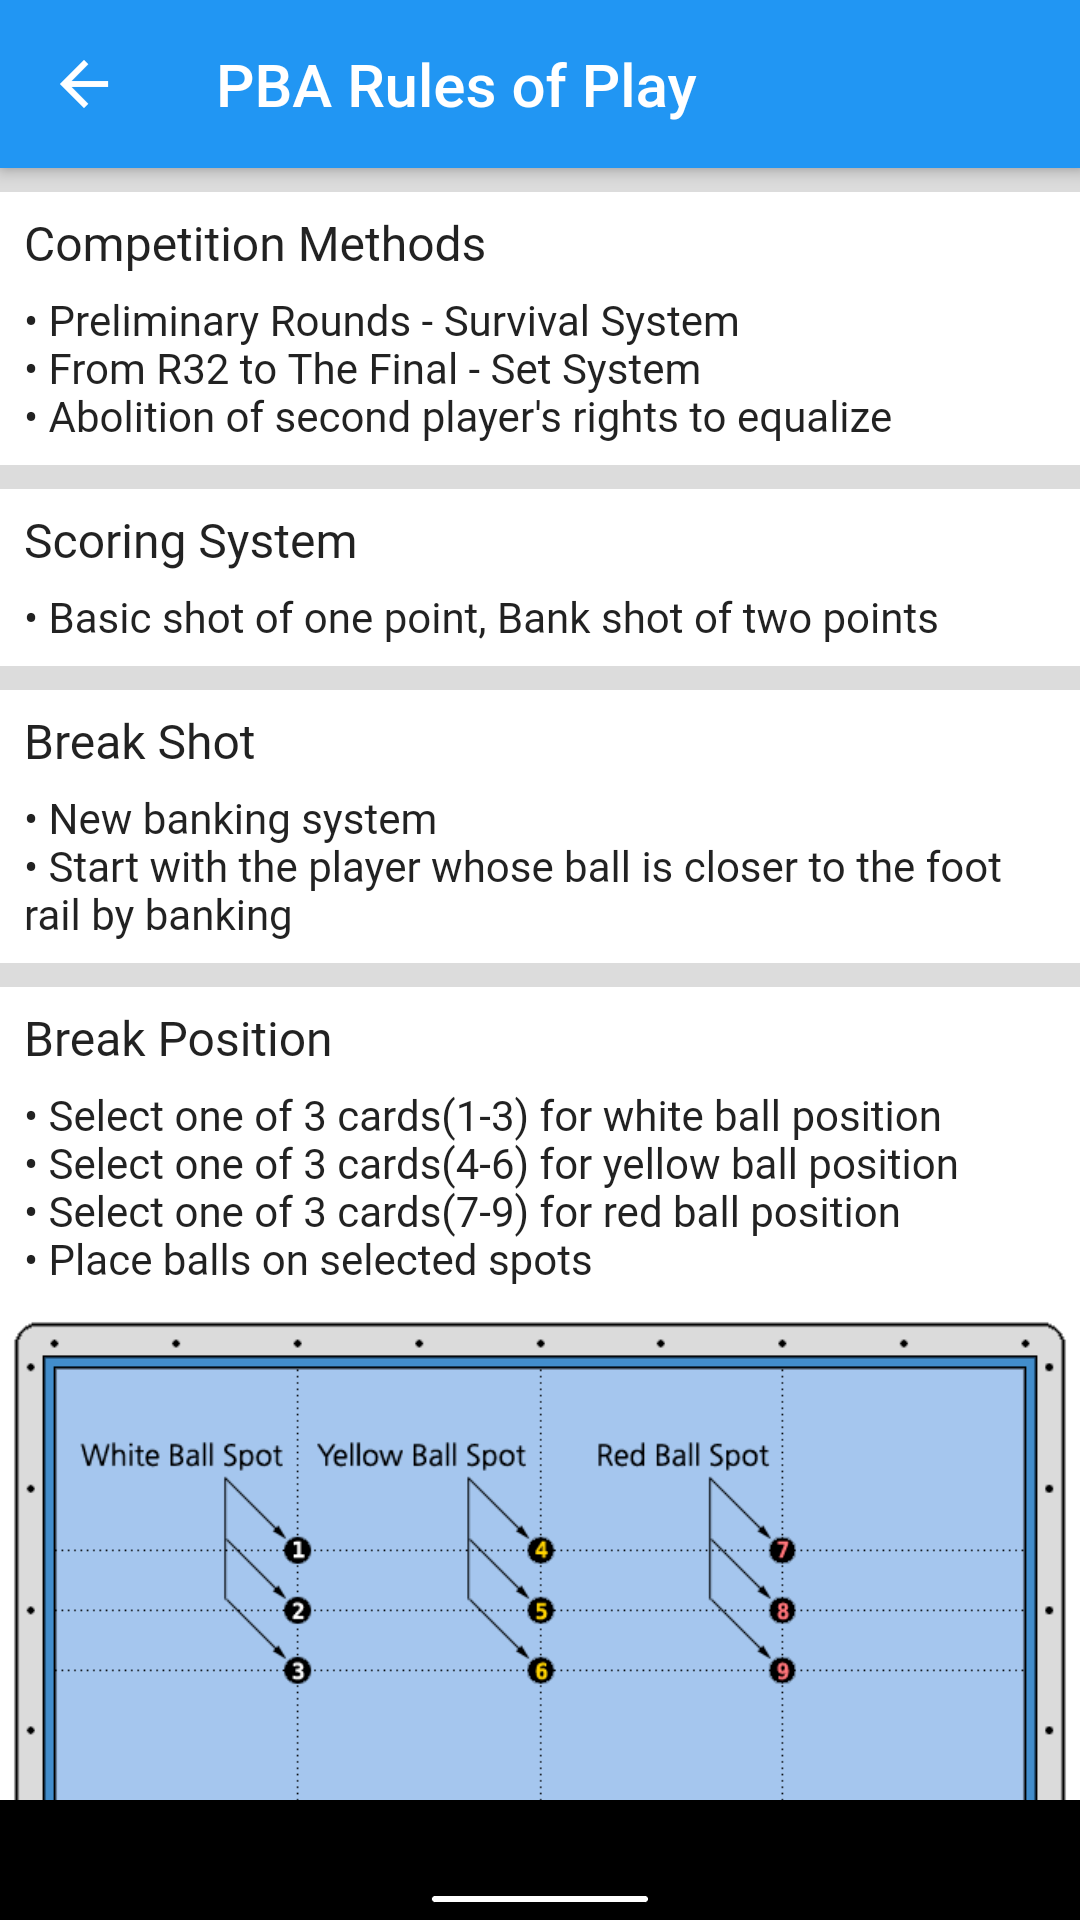 PBA Rules of Play
Competition Methods
• Preliminary Rounds - Survival System
• From R32 to The Final - Set System
• Abolition of second player's rights to equalize
Scoring System
• Basic shot of one point, Bank shot of two points
Break Shot
• New banking system
• Start with the player whose ball is closer to the foot
rail by banking
Break Position
• Select one of 3 cards(1-3) for white ball position
• Select one of 3 cards(4-6) for yellow ball position
• Select one of 3 cards(7-9) for red ball position
• Place balls on selected spots
White Ball Spot Yellow Ball Spot Red Ball Spot
1 4 7
2 5 8
3 6 9